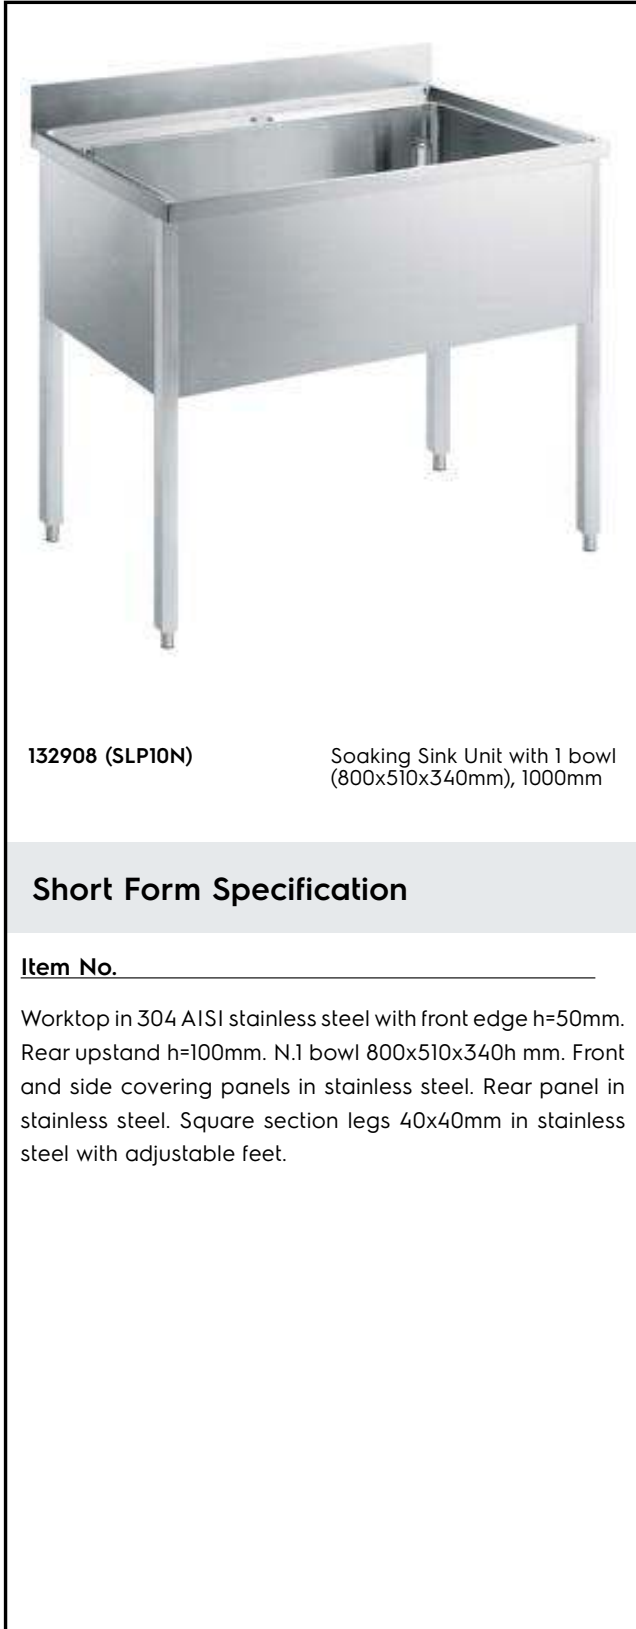 132908 (SLP10N)
Soaking Sink Unit with 1 bowl
(800x510x340mm), 1000mm
Short Form Specification
Item No.
Worktop in 304 AISI stainless steel with front edge h=50mm.
Rear upstand h=100mm. N.1 bowl 800x510x340h mm. Front
and side covering panels in stainless steel. Rear panel in
stainless steel. Square section legs 40x40mm in stainless
steel with adjustable feet.